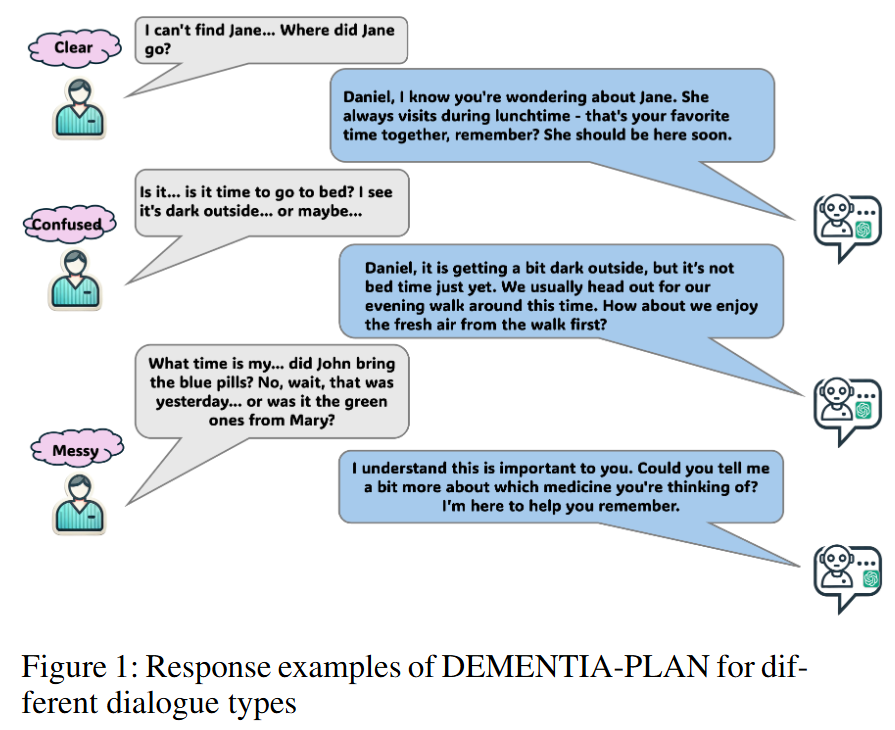 Clear
I can't find Jane... Where did Jane
go?
Daniel, I know you're wondering about Jane. She
always visits during lunchtime - that's your favorite
time together, remember? She should be here soon.
Confused
Is it... is it time to go to bed? I see
it's dark outside... or maybe...
Daniel, it is getting a bit dark outside, but it's not
bed time just yet. We usually head out for our
evening walk around this time. How about we enjoy
the fresh air from the walk first?
Messy
What time is my... did John bring
the blue pills? No, wait, that was
yesterday... or was it the green
ones from Mary?
I understand this is important to you. Could you tell me
a bit more about which medicine you're thinking of?
I'm here to help you remember.
Figure 1: Response examples of DEMENTIA-PLAN for dif-
ferent dialogue types